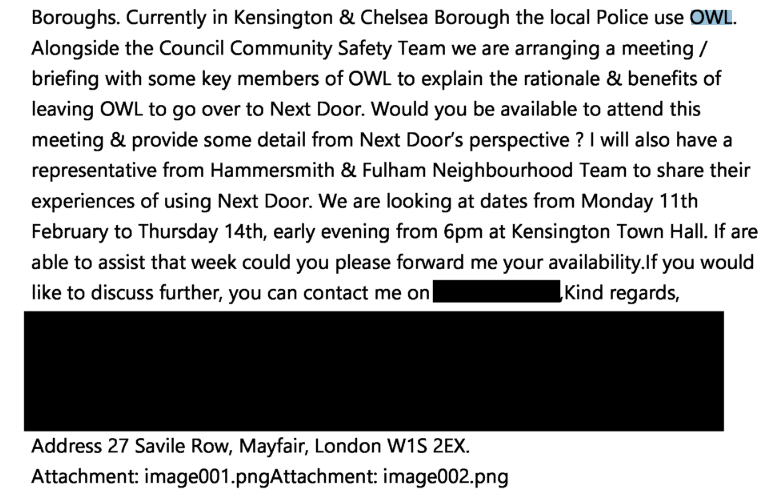 Boroughs. Currently in Kensington & Chelsea Borough the local Police use OWL.
Alongside the Council Community Safety Team we are arranging a meeting /
briefing with some key members of OWL to explain the rationale & benefits of
leaving OWL to go over to Next Door. Would you be available to attend this
meeting & provide some detail from Next Door's perspective ? I will also have a
representative from Hammersmith & Fulham Neighbourhood Team to share their
experiences of using Next Door. We are looking at dates from Monday 11th
February to Thursday 14th, early evening from 6pm at Kensington Town Hall. If are
able to assist that week could you please forward me your availability.If you would
like to discuss further, you can contact me on ,Kind regards,
Address 27 Savile Row, Mayfair, London W1S 2EX.
Attachment: image001.pngAttachment: image002.png